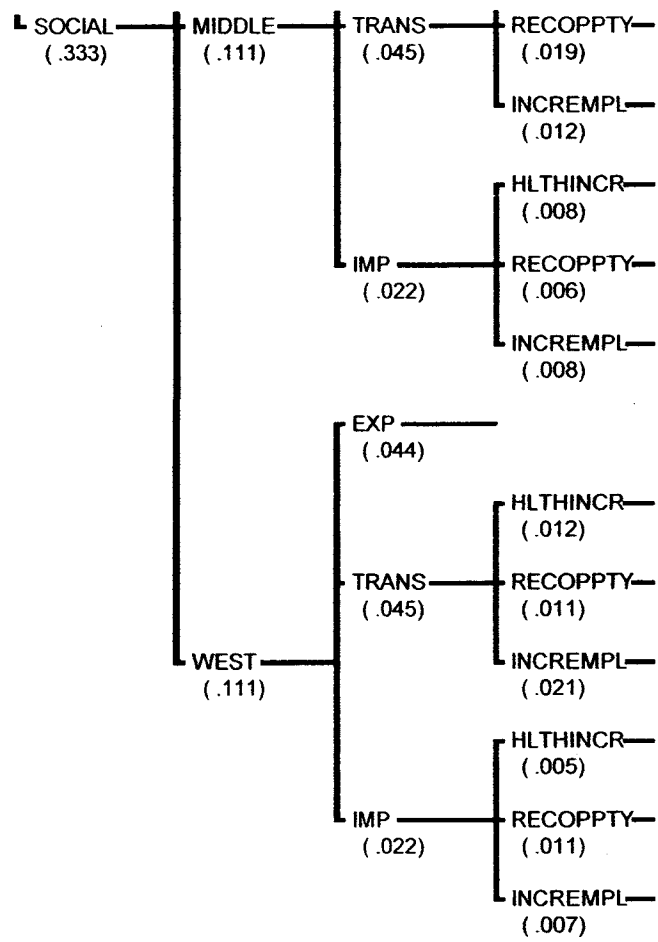 SOCIAL MIDDLE TRANS RECOPPTY
( .333) ( .111) ( .045) ( .019)
INCREMPL
( .012)
HLTHINCR
( .008)
IMP RECOPPTY
( .022) ( .006)
INCREMPL
( .008)
EXP
( .044)
HLTHINCR
( .012)
TRANS RECOPPTY
( .045) ( .011)
WEST INCREMPL
( .111) ( .021)
HLTHINCR
( .005)
IMP RECOPPTY
( .022) ( .011)
INCREMPL
( .007)